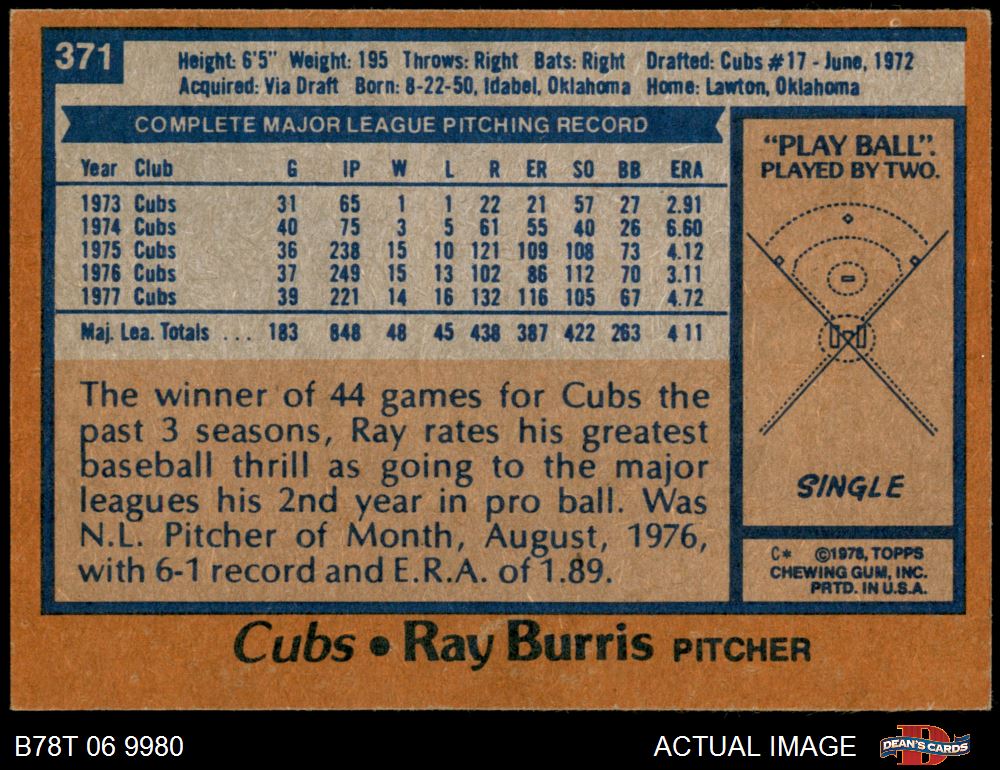 371
Height: 6'5" Weight: 195 Throws: Right Bats: Right Drafted: Cubs #17 - June, 1972
Acquired: Via Draft Born: 8-22-50, Idabel, Oklahoma Home: Lawton, Oklahoma
COMPLETE MAJOR LEAGUE PITCHING RECORD
Year Club G IP W L R ER SO BB ERA
1973 Cubs 31 65 1 1 22 21 57 27 2.91
1974 Cubs 40 75 3 5 61 55 40 26 6.60
1975 Cubs 36 238 15 10 121 109 108 73 4.12
1976 Cubs 37 249 15 13 102 86 112 70 3.11
1977 Cubs 39 221 14 16 132 116 105 67 4.72
Maj. Lea. Totals ... 183 848 48 45 438 387 422 263 4 11
The winner of 44 games for Cubs the
past 3 seasons, Ray rates his greatest
baseball thrill as going to the major
leagues his 2nd year in pro ball. Was
N.L. Pitcher of Month, August, 1976,
with 6-1 record and E.R.A. of 1.89.
"PLAY BALL".
PLAYED BY TWO.
SINGLE
C* ©1978, TOPPS
CHEWING GUM, INC.
PRTD. IN U.S.A.
Cubs • Ray Burris PITCHER
B78T 06 9980
ACTUAL IMAGE
DEAN'S CARDS